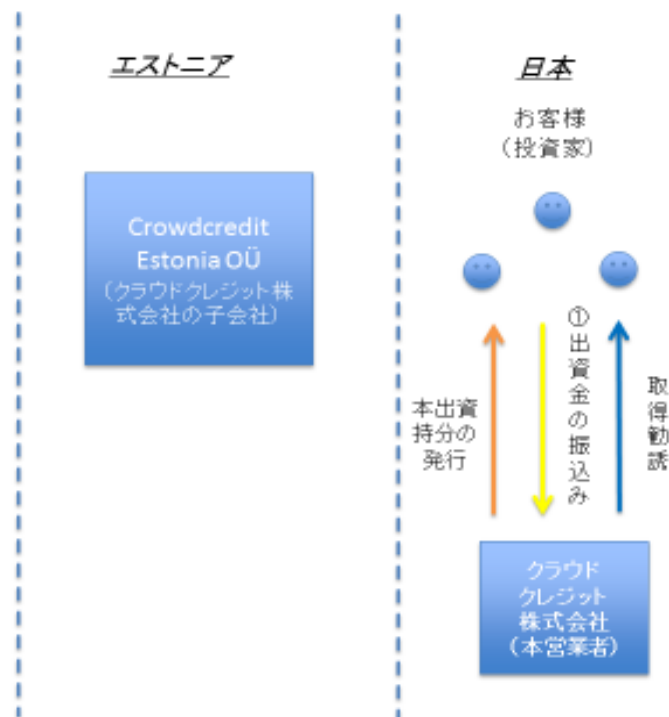 エストニア
Crowdcredit
Estonia OÜ
（クラウドクレジット株
式会社の子会社）
日本
お客様
（投資家）
本出資
持分の
発行
①出資金の振込み
取得勧誘
クラウド
クレジット
株式会社
（本営業者）